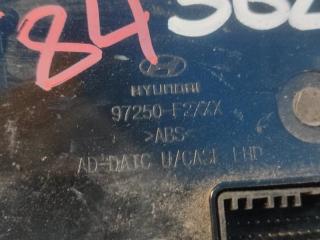 84
HYUNDAI
97250-F2XXX
>ABS<
AD-DATC U/CASE LHD